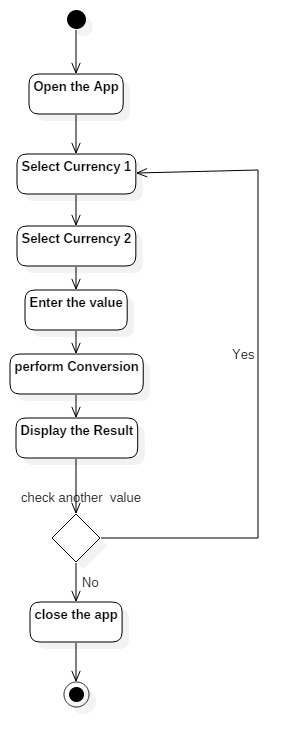 Open the App
Select Currency 1
Select Currency 2
Enter the value
Yes
perform Conversion
Display the Result
check another  value
No
close the app